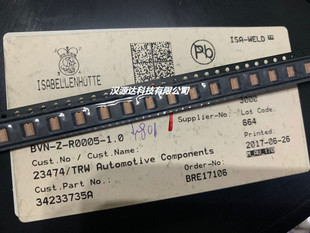 ISA-WELD
Pb
ISABELLENHÜTTE
汉源达科技有限公司
3000
Supplier-No.:
Lot Code:
664
BVN-Z-R0005-1.0
1801
Cust.No/Cust.Name:
Printed
23474/TRW Automotive Components
2017-06-26
Cust.Part No.:
Order-No:
34233735A
BRE17106